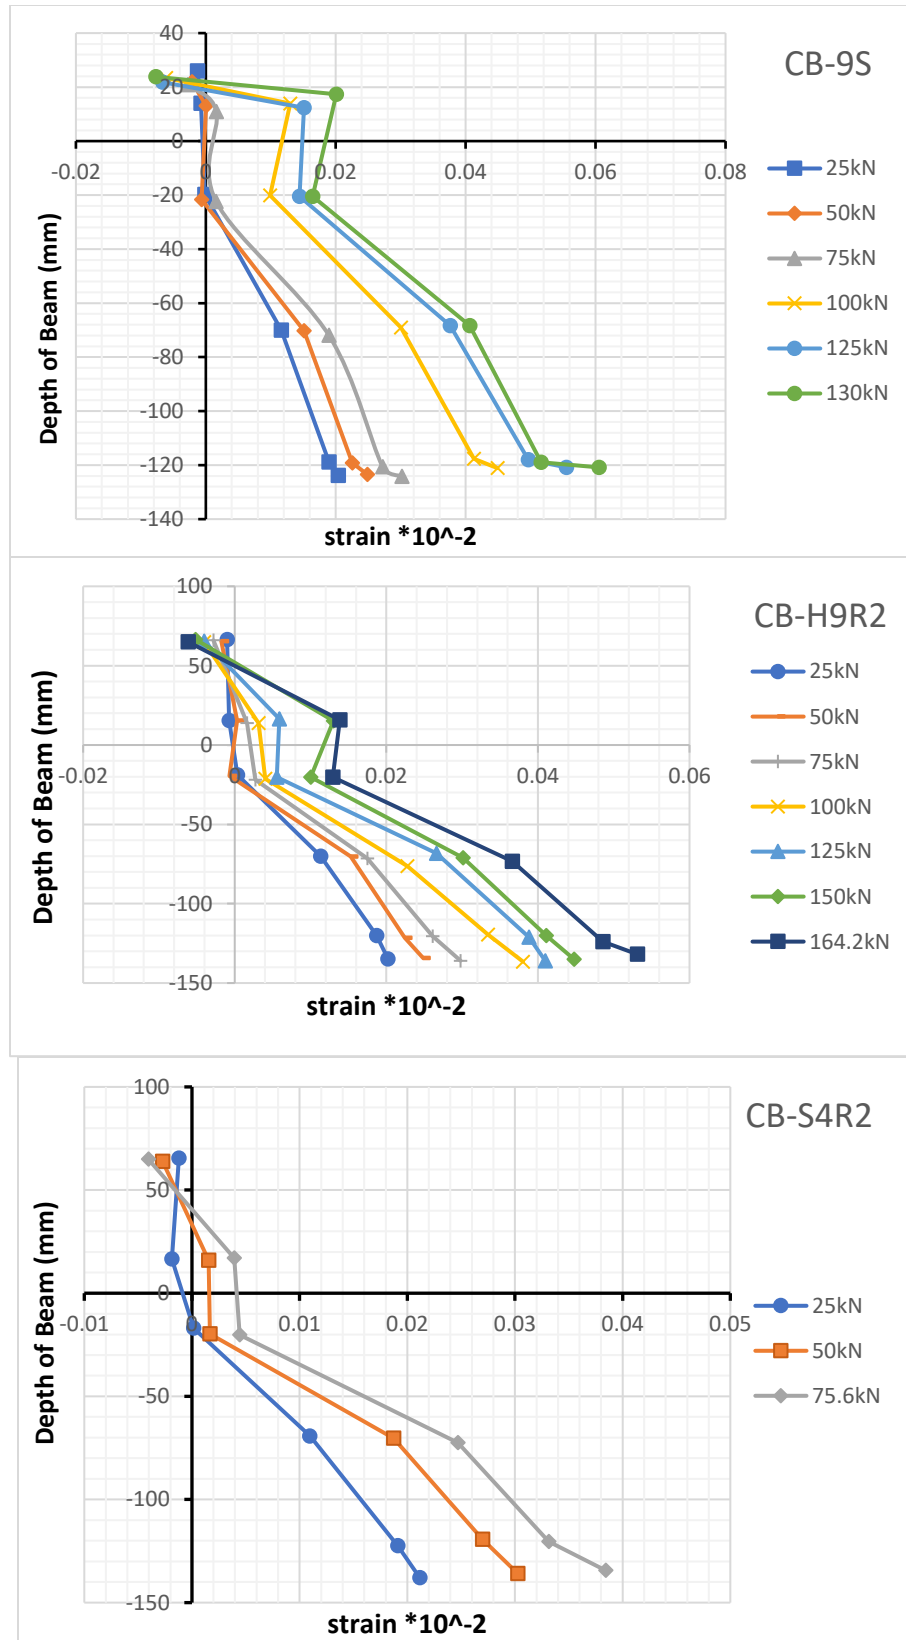 CB-9S
40
20
0
-20
-40
-60
-80
-100
-120
-140
-0.02 0 0.02 0.04 0.06 0.08
Depth of Beam (mm)
strain *10^-2
25kN
50kN
75kN
100kN
125kN
130kN
CB-H9R2
100
50
0
-50
-100
-150
-0.02 0 0.02 0.04 0.06
Depth of Beam (mm)
strain *10^-2
25kN
50kN
75kN
100kN
125kN
150kN
164.2kN
CB-S4R2
100
50
0
-50
-100
-150
-0.01 0 0.01 0.02 0.03 0.04 0.05
Depth of Beam (mm)
strain *10^-2
25kN
50kN
75.6kN